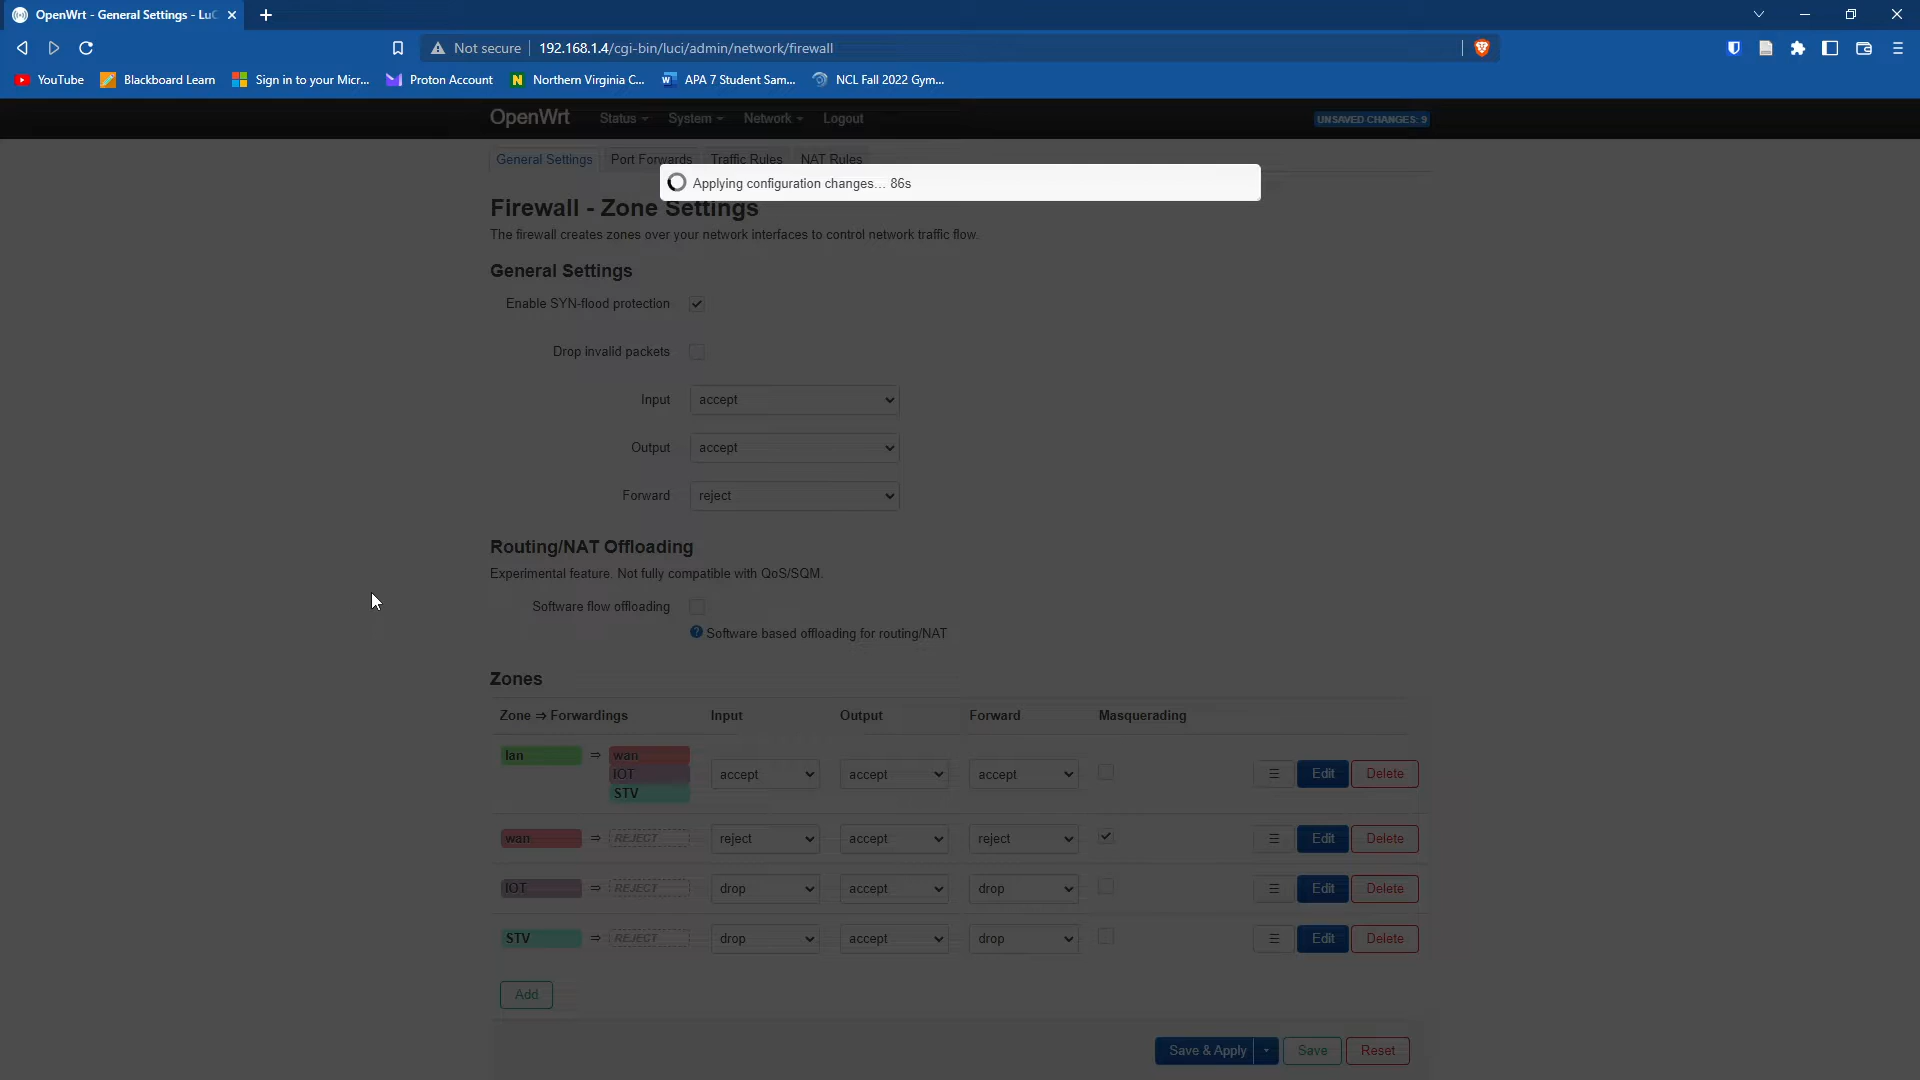 OpenWrt - General Settings - LuC
Not secure
192.168.1.4/cgi-bin/luci/admin/network/firewall
YouTube
Blackboard Learn
Sign in to your Micr...
Proton Account
Northern Virginia C...
APA 7 Student Sam...
NCL Fall 2022 Gym...
OpenWrt
Status
System
Network
Logout
UNSAVED CHANGES: 9
General Settings
Port Forwards
Traffic Rules
NAT Rules
Applying configuration changes... 86s
Firewall - Zone Settings
The firewall creates zones over your network interfaces to control network traffic flow.
General Settings
Enable SYN-flood protection
Drop invalid packets
Input accept
Output accept
Forward reject
Routing/NAT Offloading
Experimental feature. Not fully compatible with QoS/SQM.
Software flow offloading
Software based offloading for routing/NAT
Zones
Zone ⇒ Forwardings Input Output Forward Masquerading
lan ⇒ wan
IOT accept accept accept Edit Delete
STV
wan ⇒ REJECT reject accept reject Edit Delete
IOT ⇒ REJECT drop accept drop Edit Delete
STV ⇒ REJECT drop accept drop Edit Delete
Add
Save & Apply Save Reset